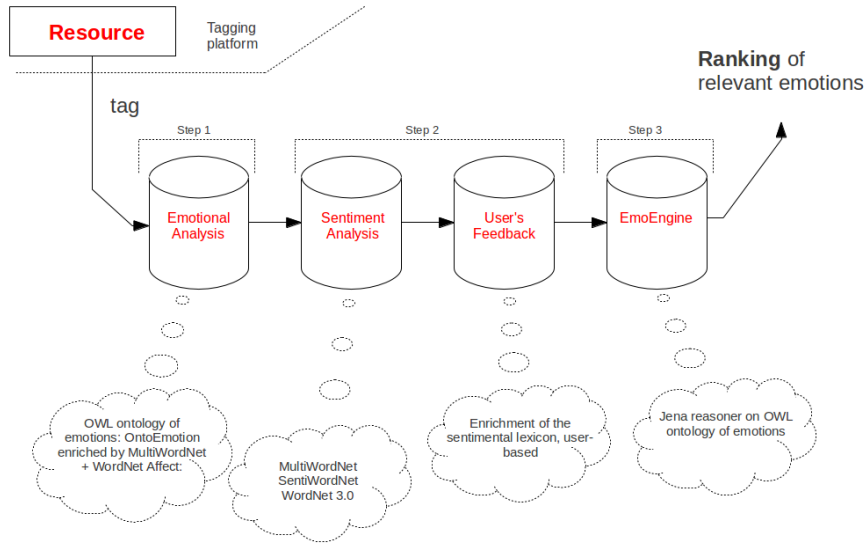 Resource
Tagging
platform
Ranking of
relevant emotions
tag
Step 1
Step 2
Step 3
Emotional
Analysis
Sentiment
Analysis
User's
Feedback
EmoEngine
OWL ontology of
emotions: OntoEmotion
enriched by MultiWordNet
+ WordNet Affect:
MultiWordNet
SentiWordNet
WordNet 3.0
Enrichment of the
sentimental lexicon, user-
based
Jena reasoner on OWL
ontology of emotions